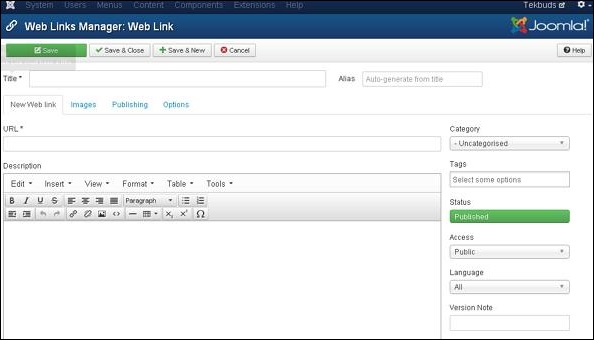 System Users Menus Content Components Extensions Help Tekbuds
Web Links Manager: Web Link Joomla!
Save Save & Close Save & New Cancel Help
Title * Alias Auto-generate from title
New Web link Images Publishing Options
URL * Category
- Uncategorised
Description Tags
Edit Insert View Format Table Tools Select some options
B I U S Paragraph
Status
Published
Access
Public
Language
All
Version Note